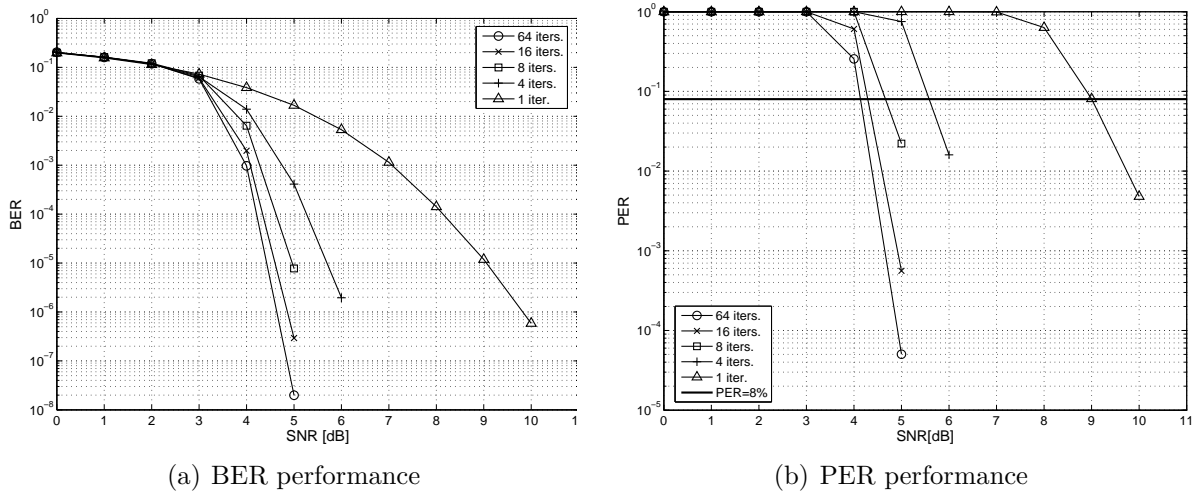 10^0
10^−1
10^−2
10^−3
10^−4
10^−5
10^−6
10^−7
10^−8
BER
0 1 2 3 4 5 6 7 8 9 10 1
SNR [dB]
64 iters.
16 iters.
8 iters.
4 iters.
1 iter.
(a) BER performance
10^0
10^−1
10^−2
10^−3
10^−4
10^−5
PER
0 1 2 3 4 5 6 7 8 9 10 11
SNR[dB]
64 iters.
16 iters.
8 iters.
4 iters.
1 iter.
PER=8%
(b) PER performance